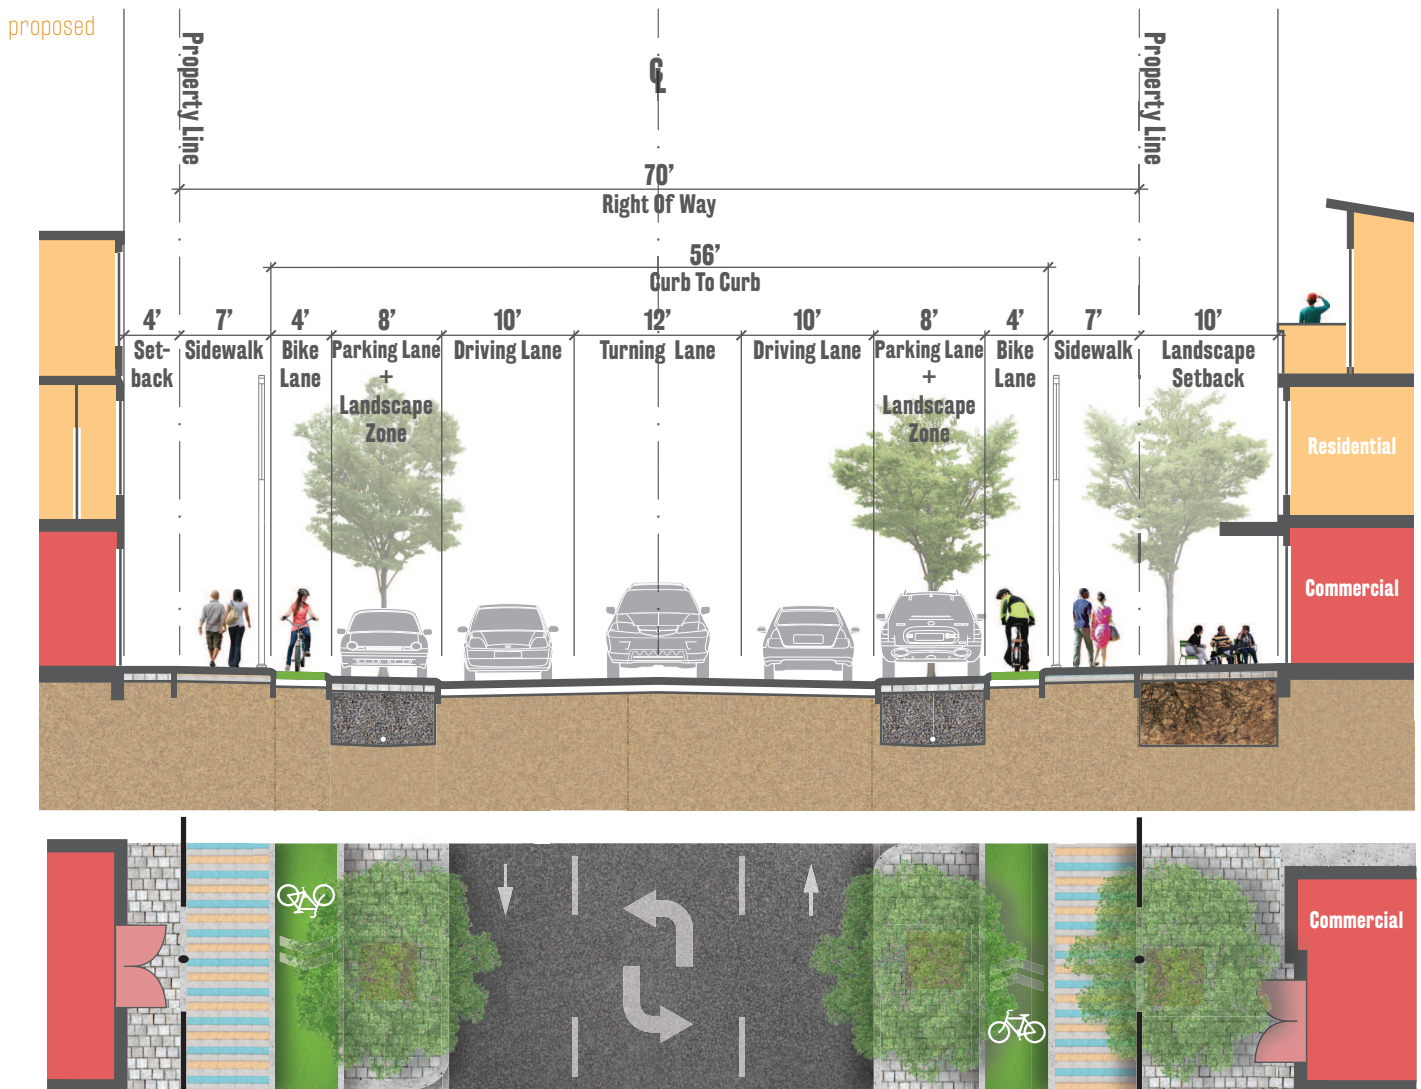 proposed
Property Line
Property Line
CL
70’
Right Of Way
56’
Curb To Curb
4’
7’
4’
8’
10’
12’
10’
8’
4’
7’
10’
Set-
back
Sidewalk
Bike
Lane
Parking Lane
+
Landscape
Zone
Driving Lane
Turning Lane
Driving Lane
Parking Lane
+
Landscape
Zone
Bike
Lane
Sidewalk
Landscape
Setback
Residential
Commercial
Commercial